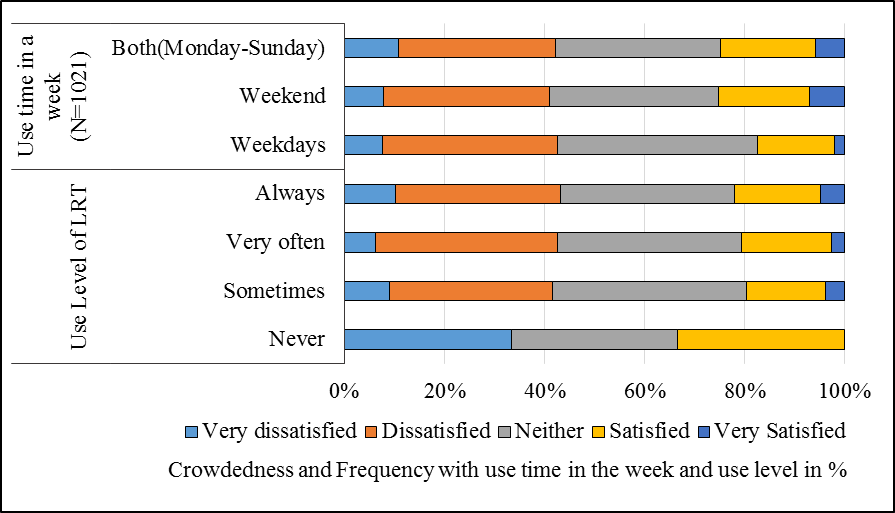 Use time in a
week
(N=1021)
Both(Monday-Sunday)
Weekend
Weekdays
Use Level of LRT
Always
Very often
Sometimes
Never
0% 20% 40% 60% 80% 100%
Very dissatisfied Dissatisfied Neither Satisfied Very Satisfied
Crowdedness and Frequency with use time in the week and use level in %